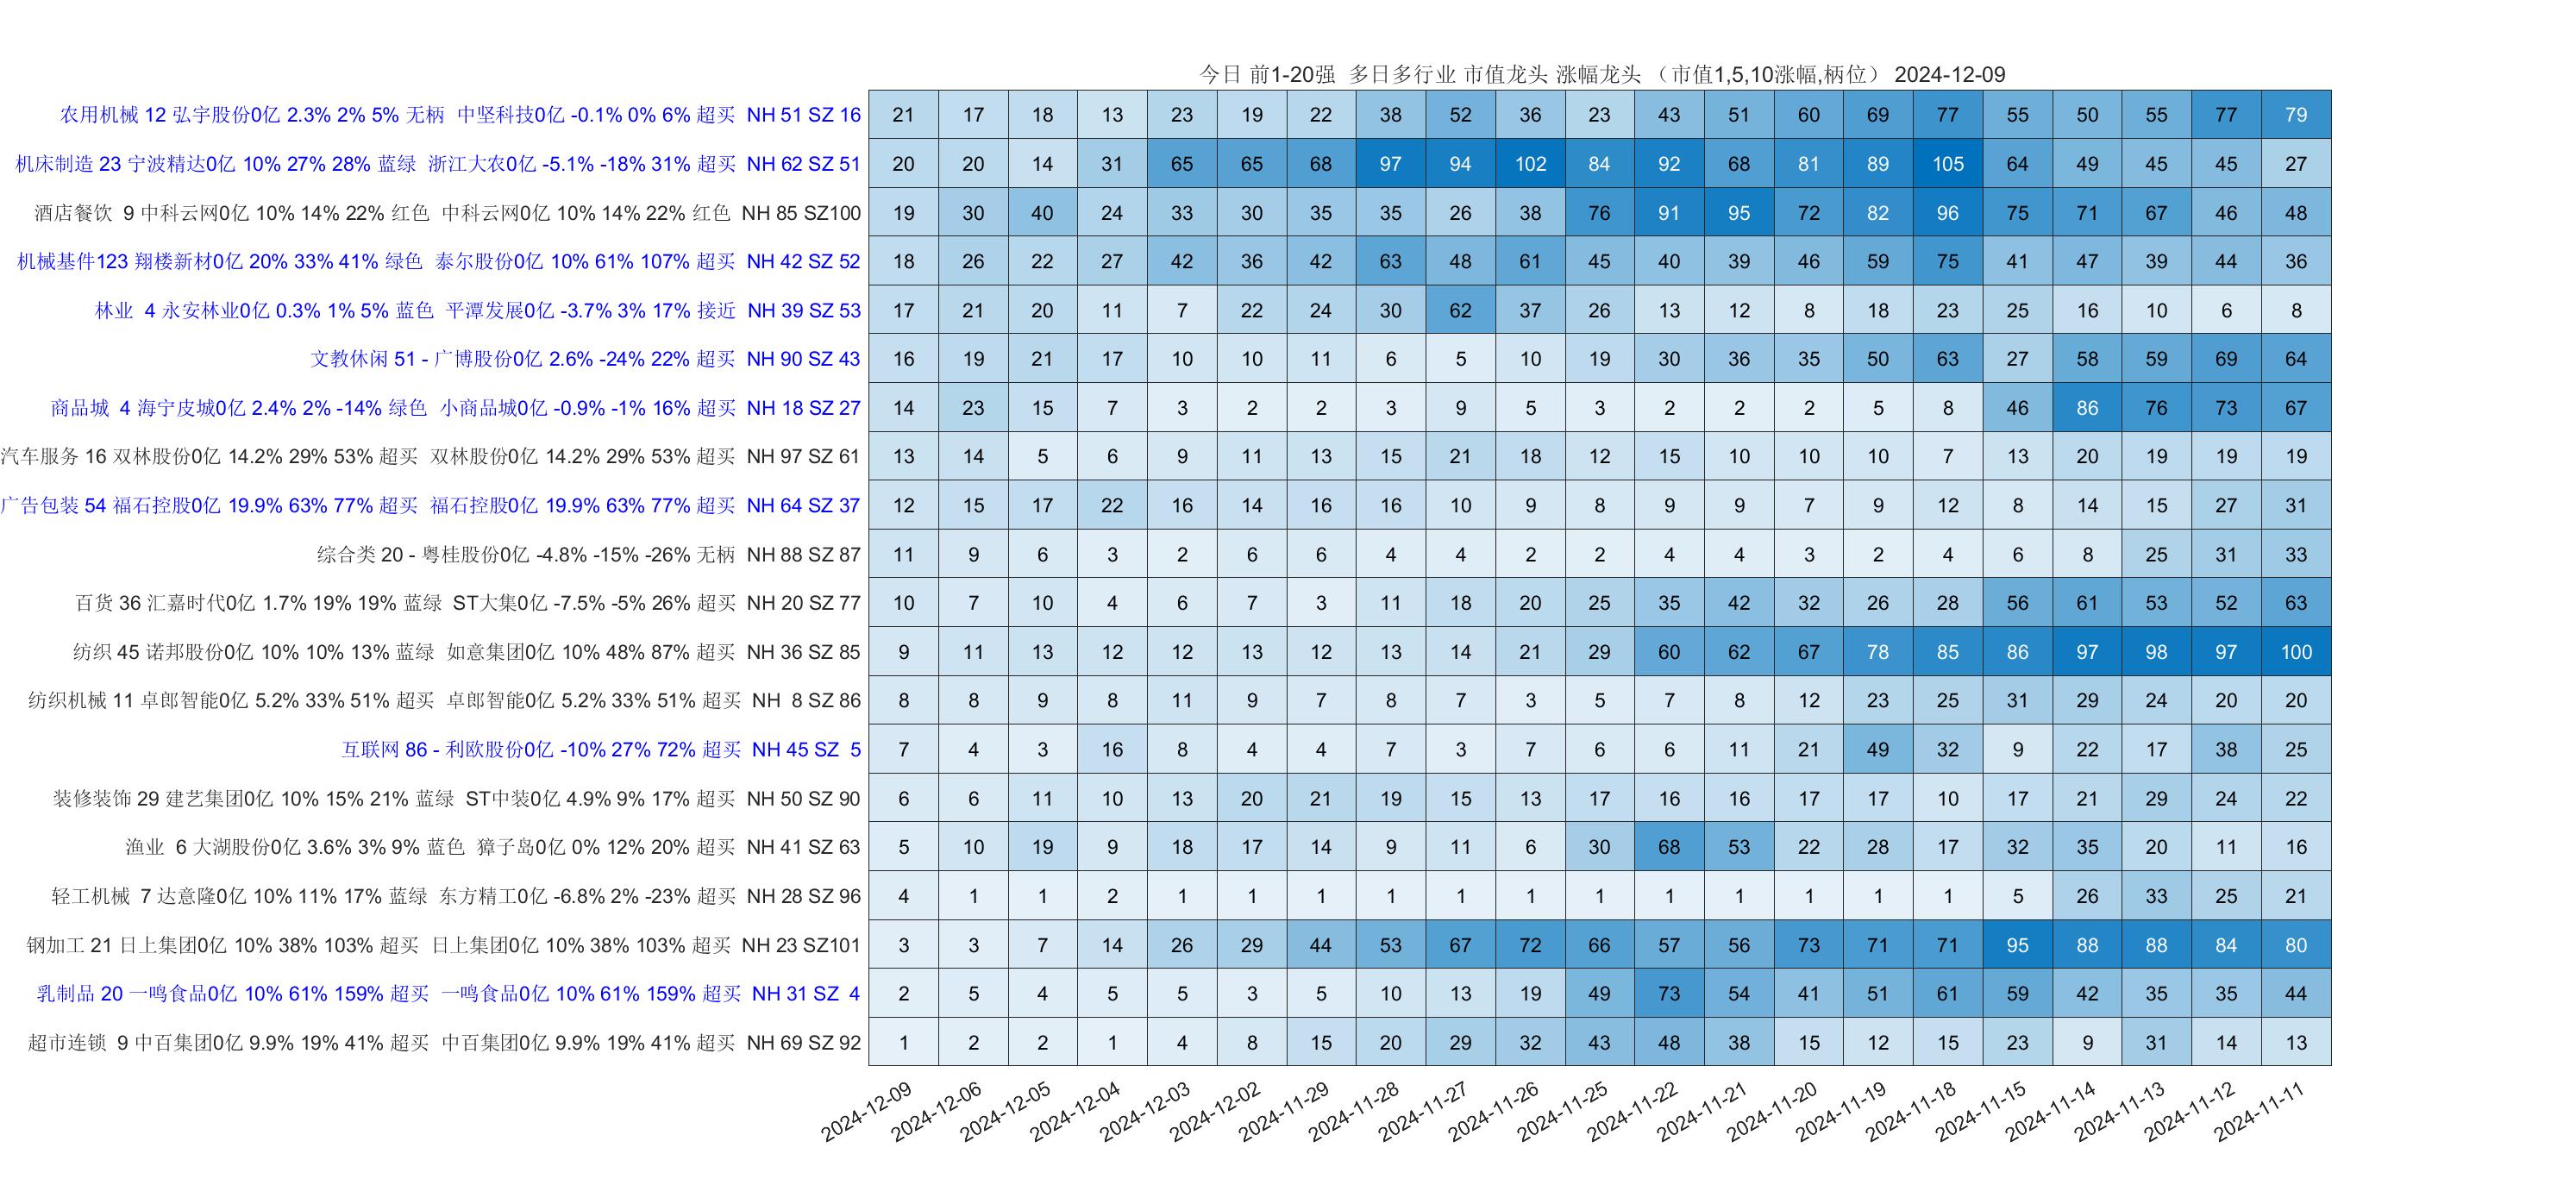 今日 前1-20强 多日多行业 市值龙头 涨幅龙头 （市值1,5,10涨幅,柄位） 2024-12-09
农用机械 12 弘宇股份0亿 2.3% 2% 5% 无柄 中坚科技0亿 -0.1% 0% 6% 超买 NH 51 SZ 16 21 17 18 13 23 19 22 38 52 36 23 43 51 60 69 77 55 50 55 77 79
机床制造 23 宁波精达0亿 10% 27% 28% 蓝绿 浙江大农0亿 -5.1% -18% 31% 超买 NH 62 SZ 51 20 20 14 31 65 65 68 97 94 102 84 92 68 81 89 105 64 49 45 45 27
酒店餐饮 9 中科云网0亿 10% 14% 22% 红色 中科云网0亿 10% 14% 22% 红色 NH 85 SZ100 19 30 40 24 33 30 35 35 26 38 76 91 95 72 82 96 75 71 67 46 48
机械基件123 翔楼新材0亿 20% 33% 41% 绿色 泰尔股份0亿 10% 61% 107% 超买 NH 42 SZ 52 18 26 22 27 42 36 42 63 48 61 45 40 39 46 59 75 41 47 39 44 36
林业 4 永安林业0亿 0.3% 1% 5% 蓝色 平潭发展0亿 -3.7% 3% 17% 接近 NH 39 SZ 53 17 21 20 11 7 22 24 30 62 37 26 13 12 8 18 23 25 16 10 6 8
文教休闲 51 - 广博股份0亿 2.6% -24% 22% 超买 NH 90 SZ 43 16 19 21 17 10 10 11 6 5 10 19 30 36 35 50 63 27 58 59 69 64
商品城 4 海宁皮城0亿 2.4% 2% -14% 绿色 小商品城0亿 -0.9% -1% 16% 超买 NH 18 SZ 27 14 23 15 7 3 2 2 3 9 5 3 2 2 2 5 8 46 86 76 73 67
汽车服务 16 双林股份0亿 14.2% 29% 53% 超买 双林股份0亿 14.2% 29% 53% 超买 NH 97 SZ 61 13 14 5 6 9 11 13 15 21 18 12 15 10 10 10 7 13 20 19 19 19
广告包装 54 福石控股0亿 19.9% 63% 77% 超买 福石控股0亿 19.9% 63% 77% 超买 NH 64 SZ 37 12 15 17 22 16 14 16 16 10 9 8 9 9 7 9 12 8 14 15 27 31
综合类 20 - 粤桂股份0亿 -4.8% -15% -26% 无柄 NH 88 SZ 87 11 9 6 3 2 6 6 4 4 2 2 4 4 3 2 4 6 8 25 31 33
百货 36 汇嘉时代0亿 1.7% 19% 19% 蓝绿 ST大集0亿 -7.5% -5% 26% 超买 NH 20 SZ 77 10 7 10 4 6 7 3 11 18 20 25 35 42 32 26 28 56 61 53 52 63
纺织 45 诺邦股份0亿 10% 10% 13% 蓝绿 如意集团0亿 10% 48% 87% 超买 NH 36 SZ 85 9 11 13 12 12 13 12 13 14 21 29 60 62 67 78 85 86 97 98 97 100
纺织机械 11 卓郎智能0亿 5.2% 33% 51% 超买 卓郎智能0亿 5.2% 33% 51% 超买 NH 8 SZ 86 8 8 9 8 11 9 7 8 7 3 5 7 8 12 23 25 31 29 24 20 20
互联网 86 - 利欧股份0亿 -10% 27% 72% 超买 NH 45 SZ 5 7 4 3 16 8 4 4 7 3 7 6 6 11 21 49 32 9 22 17 38 25
装修装饰 29 建艺集团0亿 10% 15% 21% 蓝绿 ST中装0亿 4.9% 9% 17% 超买 NH 50 SZ 90 6 6 11 10 13 20 21 19 15 13 17 16 16 17 17 10 17 21 29 24 22
渔业 6 大湖股份0亿 3.6% 3% 9% 蓝色 獐子岛0亿 0% 12% 20% 超买 NH 41 SZ 63 5 10 19 9 18 17 14 9 11 6 30 68 53 22 28 17 32 35 20 11 16
轻工机械 7 达意隆0亿 10% 11% 17% 蓝绿 东方精工0亿 -6.8% 2% -23% 超买 NH 28 SZ 96 4 1 1 2 1 1 1 1 1 1 1 1 1 1 1 1 5 26 33 25 21
钢加工 21 日上集团0亿 10% 38% 103% 超买 日上集团0亿 10% 38% 103% 超买 NH 23 SZ101 3 3 7 14 26 29 44 53 67 72 66 57 56 73 71 71 95 88 88 84 80
乳制品 20 一鸣食品0亿 10% 61% 159% 超买 一鸣食品0亿 10% 61% 159% 超买 NH 31 SZ 4 2 5 4 5 5 3 5 10 13 19 49 73 54 41 51 61 59 42 35 35 44
超市连锁 9 中百集团0亿 9.9% 19% 41% 超买 中百集团0亿 9.9% 19% 41% 超买 NH 69 SZ 92 1 2 2 1 4 8 15 20 29 32 43 48 38 15 12 15 23 9 31 14 13
2024-12-09 2024-12-06 2024-12-05 2024-12-04 2024-12-03 2024-12-02 2024-11-29 2024-11-28 2024-11-27 2024-11-26 2024-11-25 2024-11-22 2024-11-21 2024-11-20 2024-11-19 2024-11-18 2024-11-15 2024-11-14 2024-11-13 2024-11-12 2024-11-11